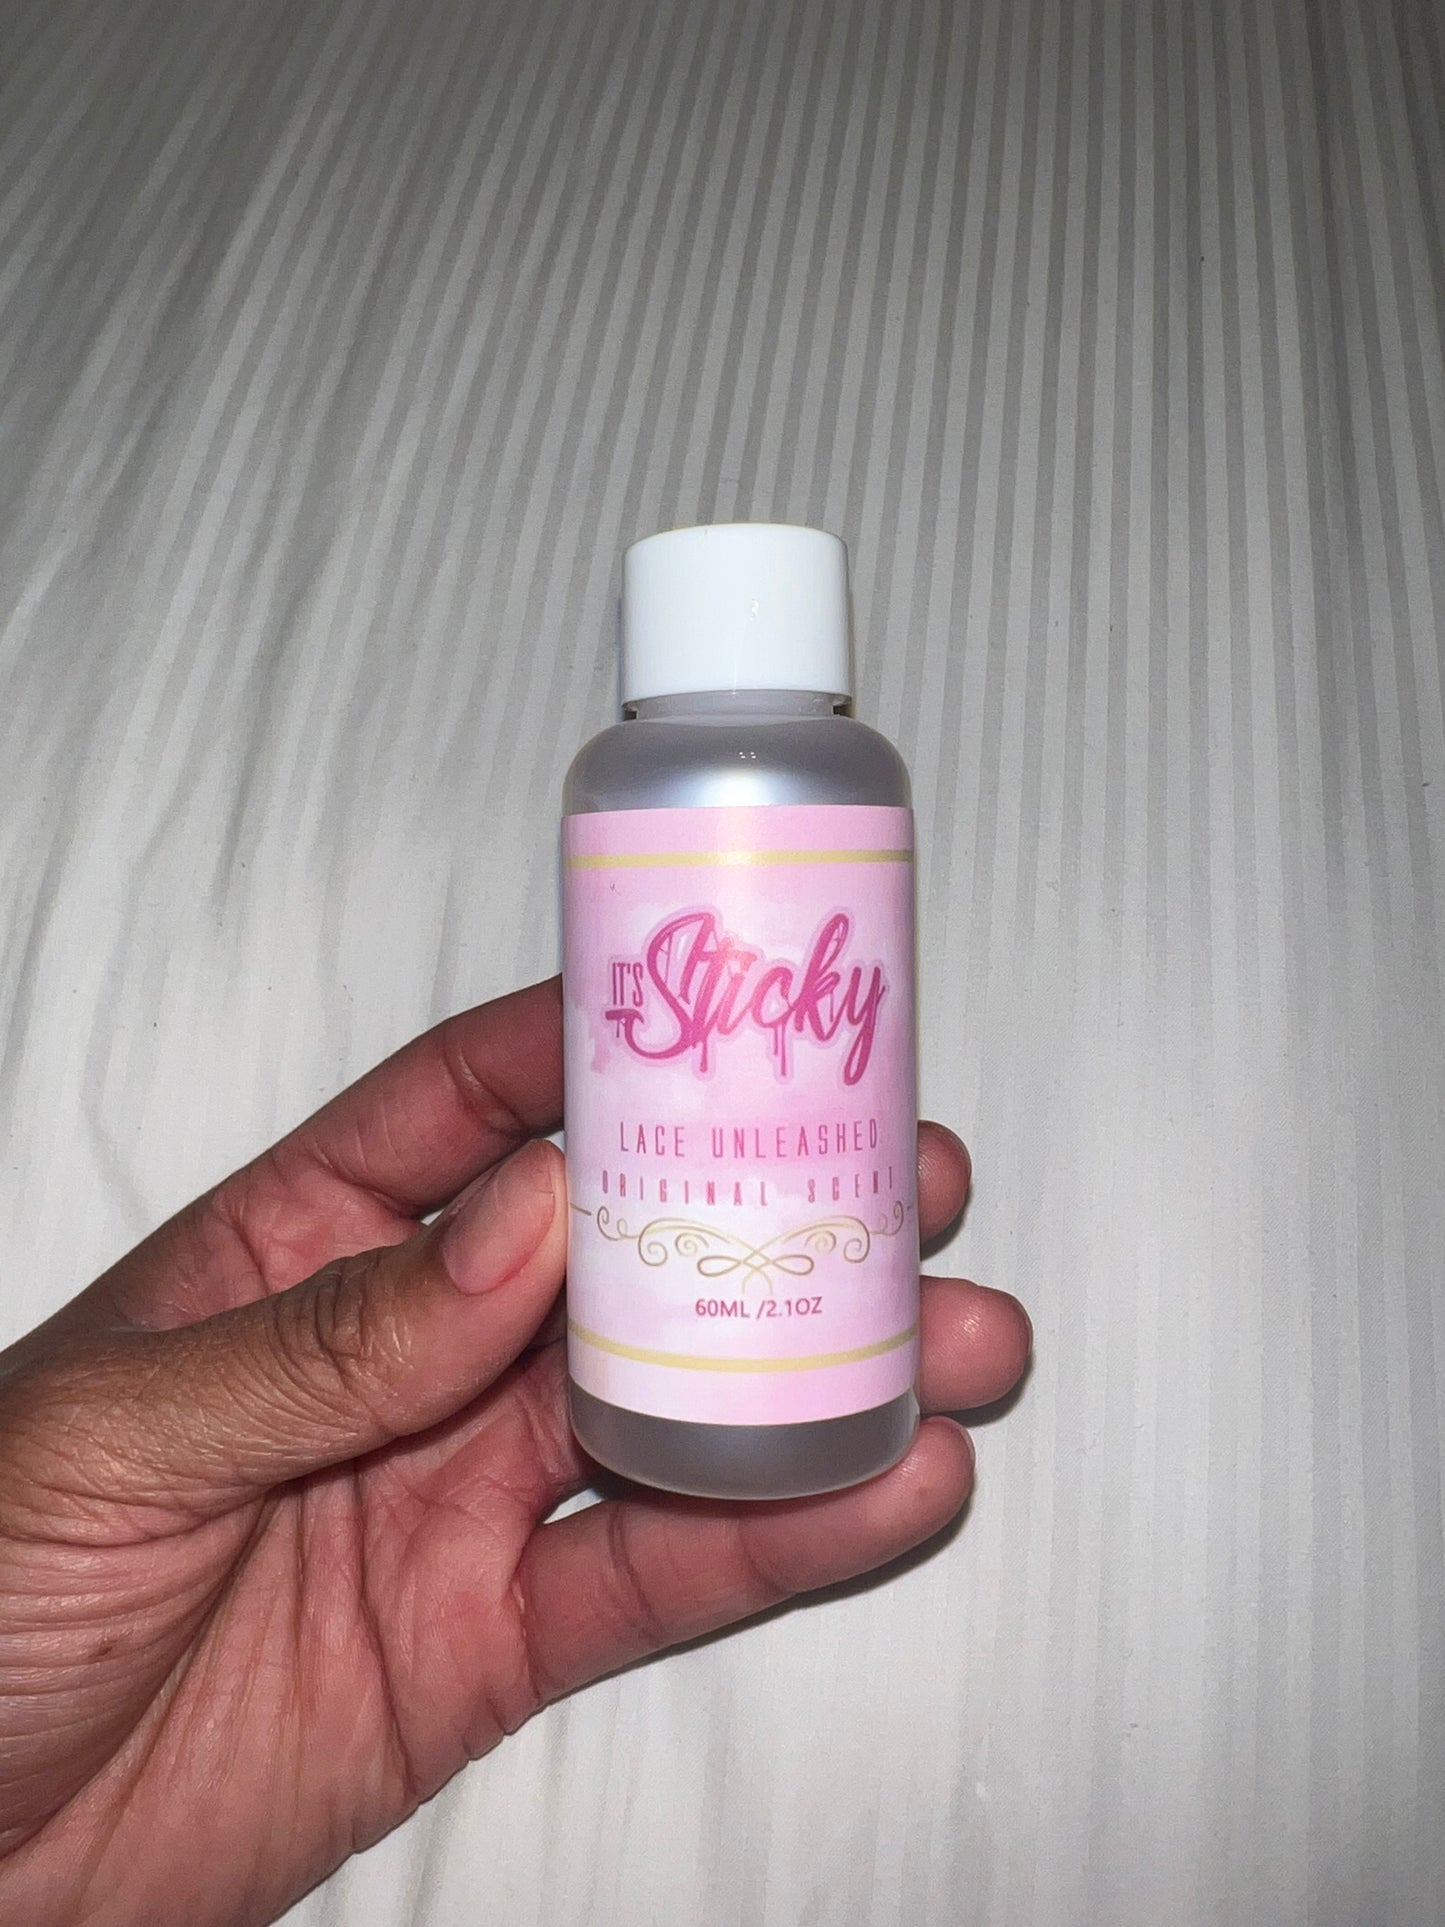 IT'S Sticky
LACE UNLEASHED
ORIGINAL SCENT
60ML /2.1OZ